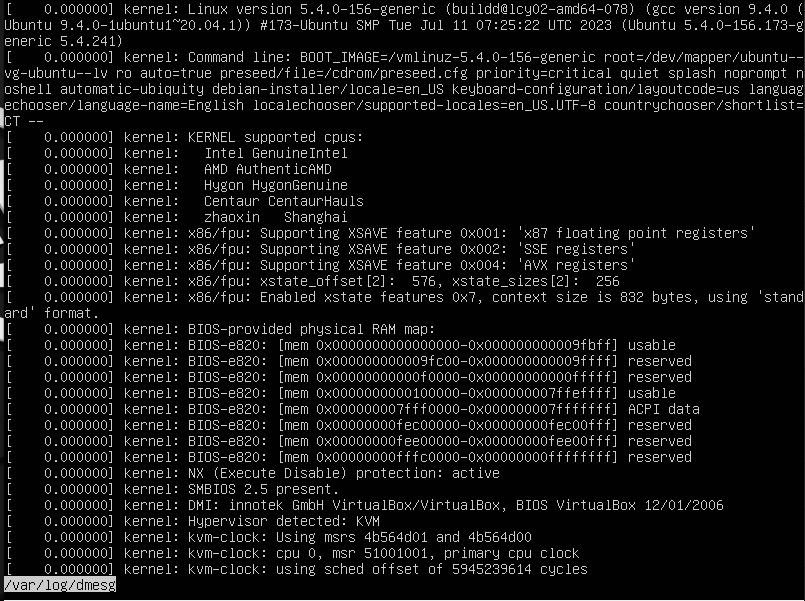 [    0.000000] kernel: Linux version 5.4.0-156-generic (buildd@lcy02-amd64-078) (gcc version 9.4.0 (
Ubuntu 9.4.0-1ubuntu1~20.04.1)) #173-Ubuntu SMP Tue Jul 11 07:25:22 UTC 2023 (Ubuntu 5.4.0-156.173-g
eneric 5.4.241)
[    0.000000] kernel: Command line: BOOT_IMAGE=/vmlinuz-5.4.0-156-generic root=/dev/mapper/ubuntu--
vg-ubuntu--lv ro auto=true preseed/file=/cdrom/preseed.cfg priority=critical quiet splash noprompt n
oshell automatic-ubiquity debian-installer/locale=en_US keyboard-configuration/layoutcode=us languag
echooser/language-name=English localechooser/supported-locales=en_US.UTF-8 countrychooser/shortlist=
CT --
[    0.000000] kernel: KERNEL supported cpus:
[    0.000000] kernel:   Intel GenuineIntel
[    0.000000] kernel:   AMD AuthenticAMD
[    0.000000] kernel:   Hygon HygonGenuine
[    0.000000] kernel:   Centaur CentaurHauls
[    0.000000] kernel:   zhaoxin   Shanghai
[    0.000000] kernel: x86/fpu: Supporting XSAVE feature 0x001: 'x87 floating point registers'
[    0.000000] kernel: x86/fpu: Supporting XSAVE feature 0x002: 'SSE registers'
[    0.000000] kernel: x86/fpu: Supporting XSAVE feature 0x004: 'AVX registers'
[    0.000000] kernel: x86/fpu: xstate_offset[2]:  576, xstate_sizes[2]:  256
[    0.000000] kernel: x86/fpu: Enabled xstate features 0x7, context size is 832 bytes, using 'stand
ard' format.
[    0.000000] kernel: BIOS-provided physical RAM map:
[    0.000000] kernel: BIOS-e820: [mem 0x0000000000000000-0x000000000009fbff] usable
[    0.000000] kernel: BIOS-e820: [mem 0x000000000009fc00-0x000000000009ffff] reserved
[    0.000000] kernel: BIOS-e820: [mem 0x00000000000f0000-0x00000000000fffff] reserved
[    0.000000] kernel: BIOS-e820: [mem 0x0000000000100000-0x000000007ffeffff] usable
[    0.000000] kernel: BIOS-e820: [mem 0x000000007fff0000-0x000000007fffffff] ACPI data
[    0.000000] kernel: BIOS-e820: [mem 0x00000000fec00000-0x00000000fec00fff] reserved
[    0.000000] kernel: BIOS-e820: [mem 0x00000000fee00000-0x00000000fee00fff] reserved
[    0.000000] kernel: BIOS-e820: [mem 0x00000000fffc0000-0x00000000ffffffff] reserved
[    0.000000] kernel: NX (Execute Disable) protection: active
[    0.000000] kernel: SMBIOS 2.5 present.
[    0.000000] kernel: DMI: innotek GmbH VirtualBox/VirtualBox, BIOS VirtualBox 12/01/2006
[    0.000000] kernel: Hypervisor detected: KVM
[    0.000000] kernel: kvm-clock: Using msrs 4b564d01 and 4b564d00
[    0.000000] kernel: kvm-clock: cpu 0, msr 51001001, primary cpu clock
[    0.000000] kernel: kvm-clock: using sched offset of 5945239614 cycles
/var/log/dmesg